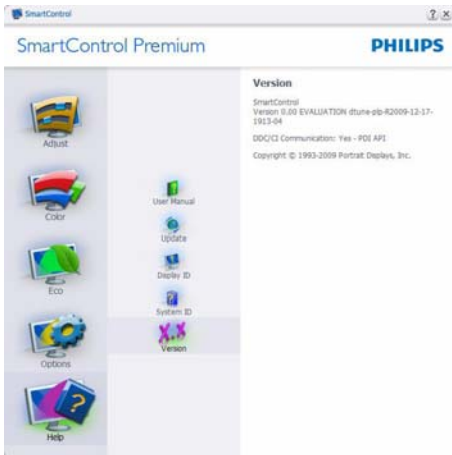 SmartControl
SmartControl Premium
PHILIPS
Adjust
Color
Eco
Options
Help
User Manual
Update
Display ID
System ID
Version
Version
SmartControl
Version 0.00 EVALUATION dtune-plp-R2009-12-17-
1913-04
DDC/CI Communication: Yes - PDI API
Copyright © 1993-2009 Portrait Displays, Inc.